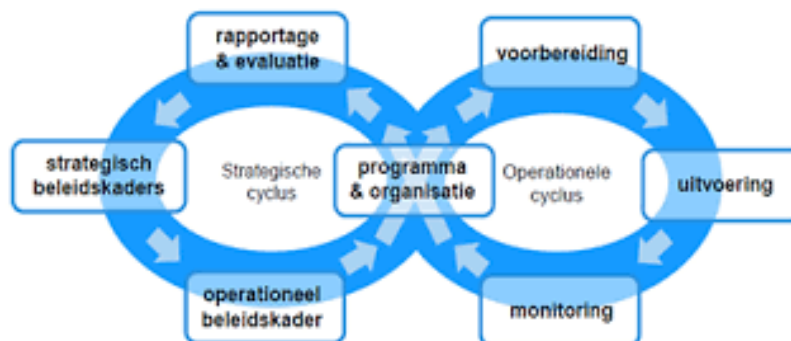 rapportage
& evaluatie
voorbereiding
strategisch
beleidskaders
Strategische
cyclus
programma
& organisatie
Operationele
cyclus
uitvoering
operationeel
beleidskader
monitoring